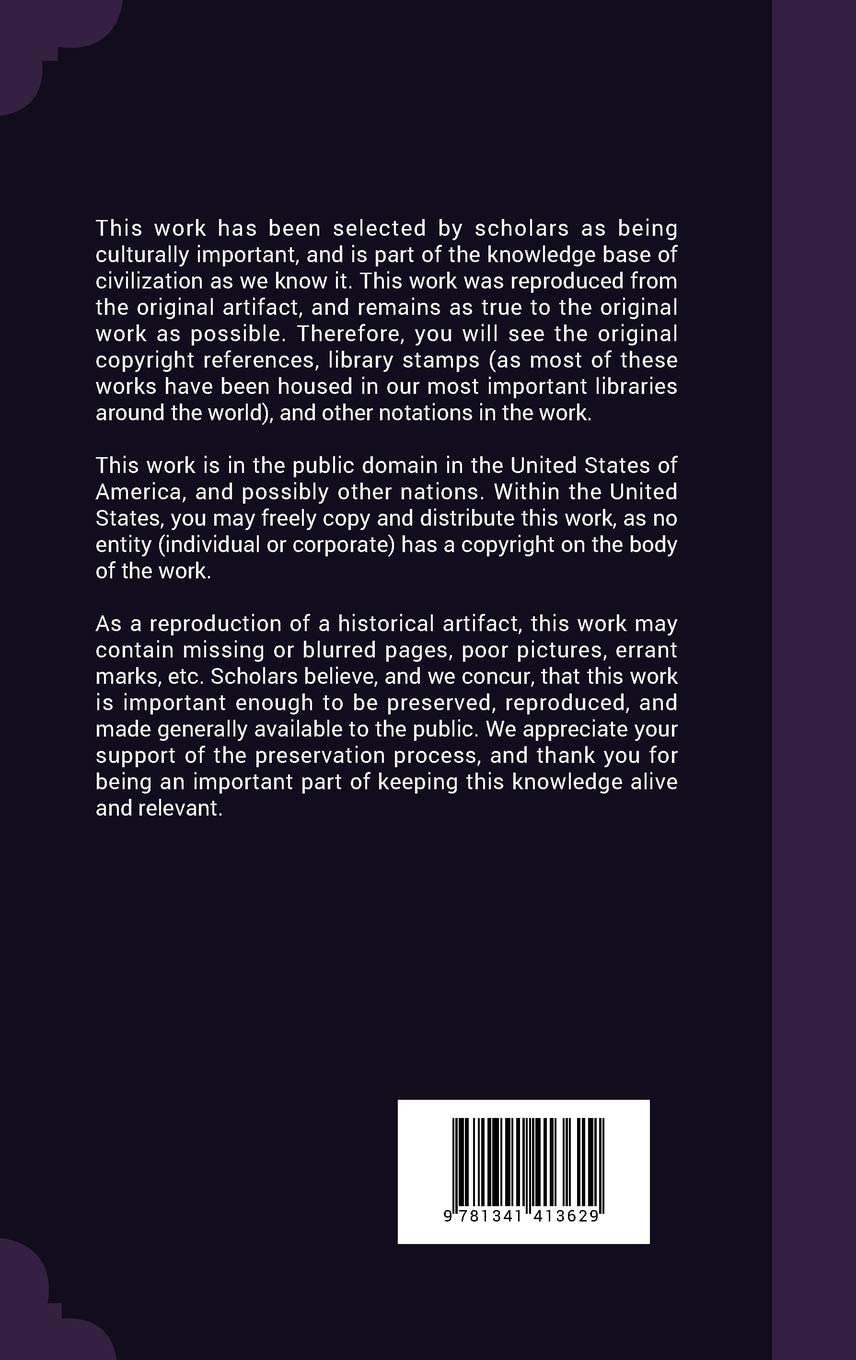 This work has been selected by scholars as being
culturally important, and is part of the knowledge base of
civilization as we know it. This work was reproduced from
the original artifact, and remains as true to the original
work as possible. Therefore, you will see the original
copyright references, library stamps (as most of these
works have been housed in our most important libraries
around the world), and other notations in the work.
This work is in the public domain in the United States of
America, and possibly other nations. Within the United
States, you may freely copy and distribute this work, as no
entity (individual or corporate) has a copyright on the body
of the work.
As a reproduction of a historical artifact, this work may
contain missing or blurred pages, poor pictures, errant
marks, etc. Scholars believe, and we concur, that this work
is important enough to be preserved, reproduced, and
made generally available to the public. We appreciate your
support of the preservation process, and thank you for
being an important part of keeping this knowledge alive
and relevant.
9 781341 413629